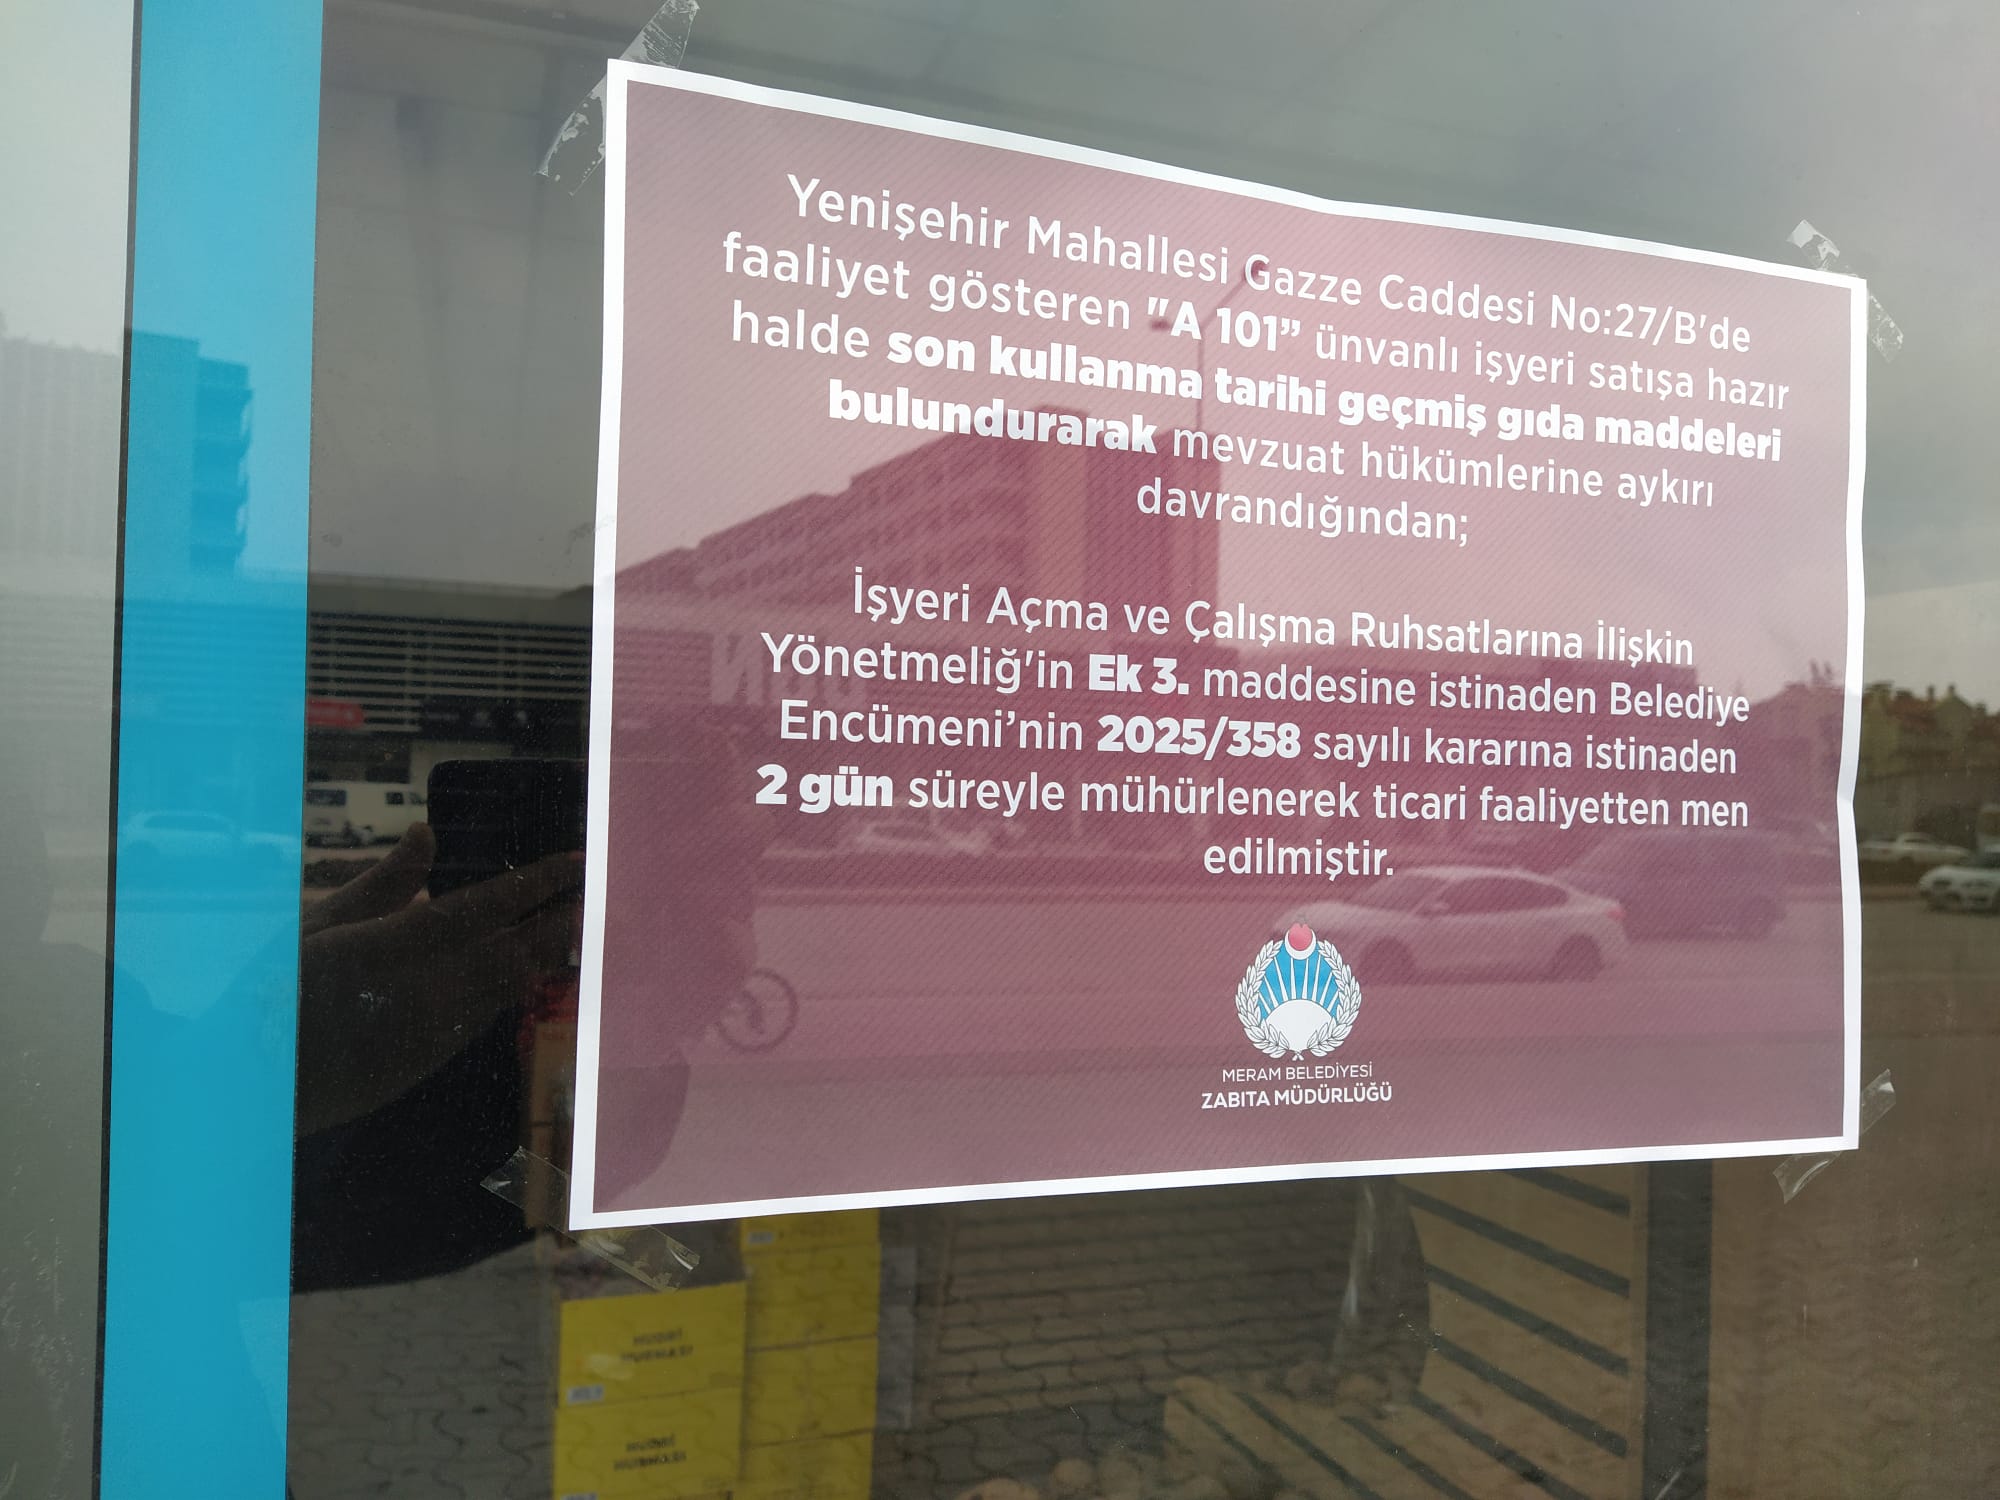 Yenişehir Mahallesi Gazze Caddesi No:27/B'de
faaliyet gösteren "A 101” ünvanlı işyeri satışa hazır
halde son kullanma tarihi geçmiş gıda maddeleri
bulundurarak mevzuat hükümlerine aykırı
davrandığından;
İşyeri Açma ve Çalışma Ruhsatlarına İlişkin
Yönetmeliğ'in Ek 3. maddesine istinaden Belediye
Encümeni’nin 2025/358 sayılı kararına istinaden
2 gün süreyle mühürlenerek ticari faaliyetten men
edilmiştir.
MERAM BELEDİYESİ
ZABITA MÜDÜRLÜĞÜ